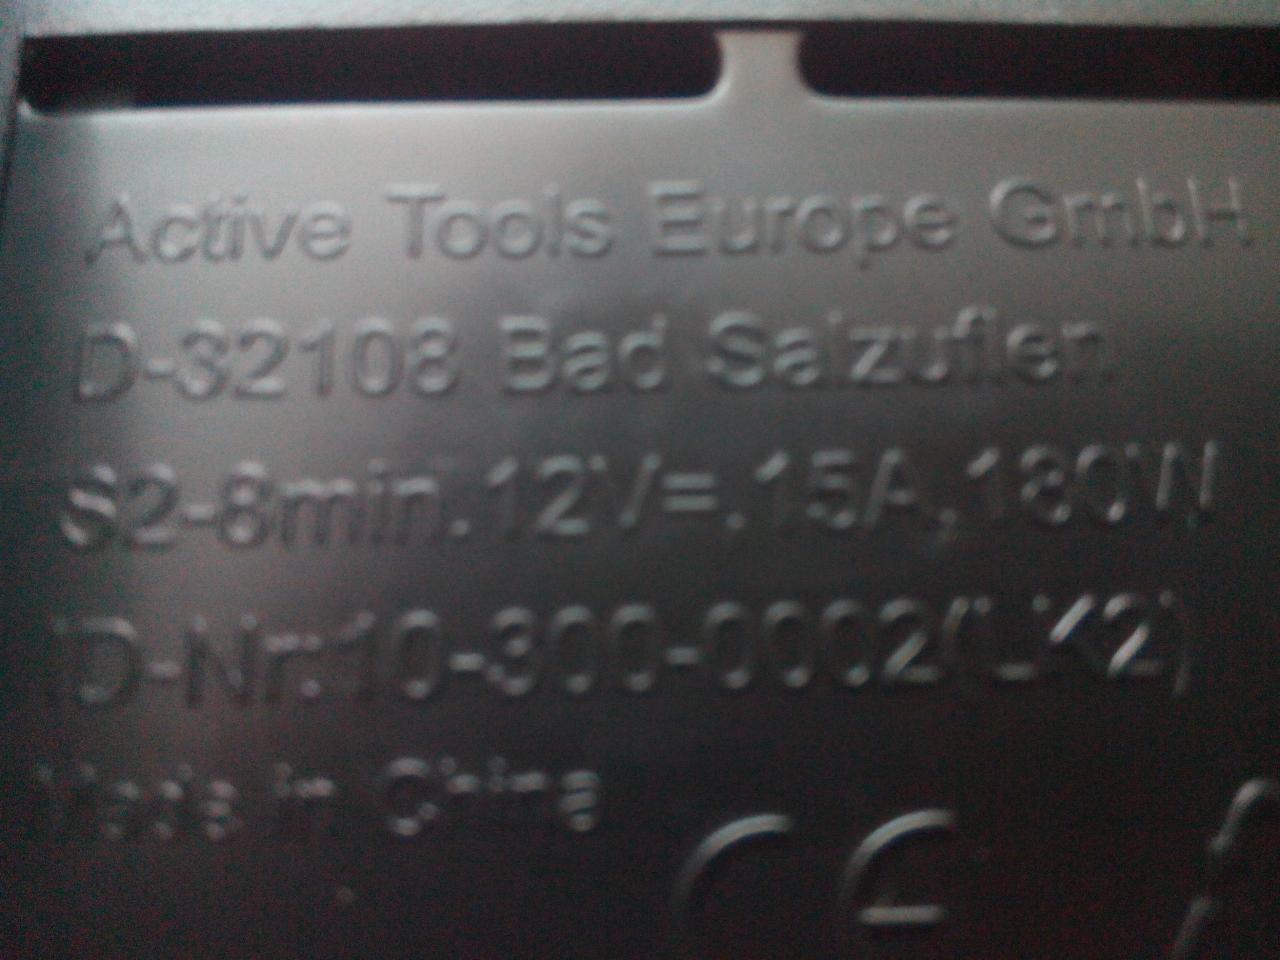 Active Tools Europe GmbH
D-32108 Bad Salzuflen
S2-8min.12V=,15A,180W
ID-Nr:10-300-0002(LK2)
Made in China
CE